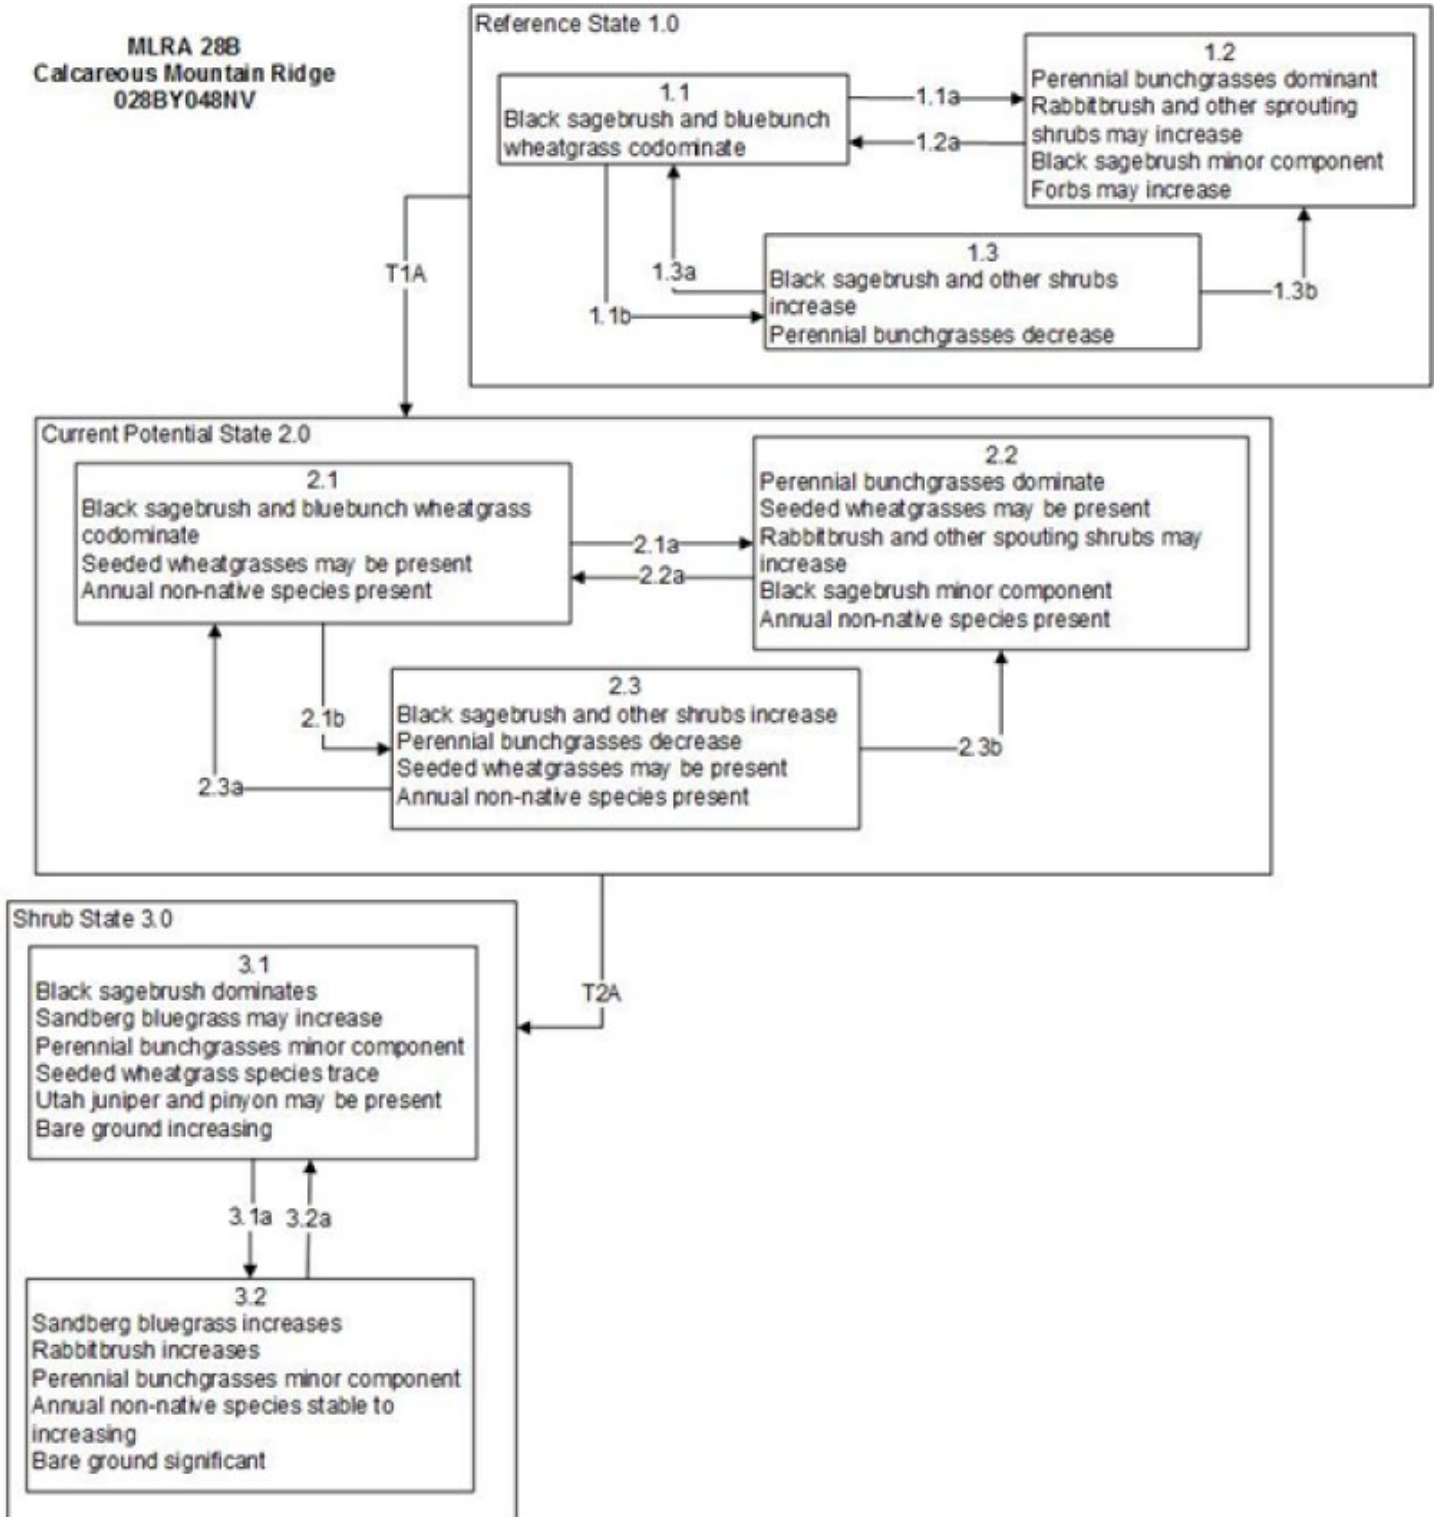 MLRA 28B
Calcareous Mountain Ridge
028BY048NV
Reference State 1.0
1.1
Black sagebrush and bluebunch
wheatgrass codominate
1.1a
1.2a
1.2
Perennial bunchgrasses dominant
Rabbitbrush and other sprouting
shrubs may increase
Black sagebrush minor component
Forbs may increase
1.3a
1.1b
1.3
Black sagebrush and other shrubs
increase
Perennial bunchgrasses decrease
1.3b
T1A
Current Potential State 2.0
2.1
Black sagebrush and bluebunch wheatgrass
codominate
Seeded wheatgrasses may be present
Annual non-native species present
2.1a
2.2a
2.2
Perennial bunchgrasses dominate
Seeded wheatgrasses may be present
Rabbitbrush and other spouting shrubs may
increase
Black sagebrush minor component
Annual non-native species present
2.1b
2.3a
2.3
Black sagebrush and other shrubs increase
Perennial bunchgrasses decrease
Seeded wheatgrasses may be present
Annual non-native species present
2.3b
T2A
Shrub State 3.0
3.1
Black sagebrush dominates
Sandberg bluegrass may increase
Perennial bunchgrasses minor component
Seeded wheatgrass species trace
Utah juniper and pinyon may be present
Bare ground increasing
3.1a
3.2a
3.2
Sandberg bluegrass increases
Rabbitbrush increases
Perennial bunchgrasses minor component
Annual non-native species stable to
increasing
Bare ground significant